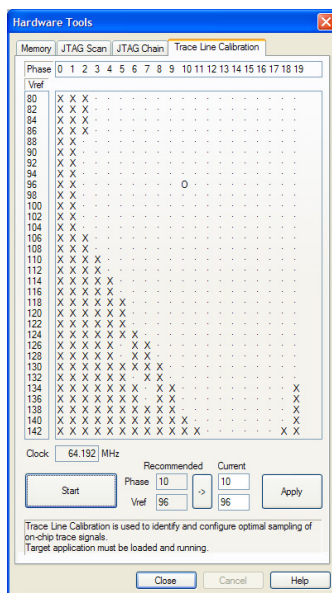 Hardware Tools
Memory JTAG Scan JTAG Chain Trace Line Calibration
Phase 0 1 2 3 4 5 6 7 8 9 10 11 12 13 14 15 16 17 18 19
Vref
80 X X X . . . . . . . . . . . . . . . . .
82 X X X . . . . . . . . . . . . . . . . .
84 X X X . . . . . . . . . . . . . . . . .
86 X X X . . . . . . . . . . . . . . . . .
88 X X . . . . . . . . . . . . . . . . . .
90 X X . . . . . . . . . . . . . . . . . .
92 X X . . . . . . . . . . . . . . . . . .
94 X X . . . . . . . . . . . . . . . . . .
96 X X . . . . . . . . O . . . . . . . . .
98 X X . . . . . . . . . . . . . . . . . .
100 X X . . . . . . . . . . . . . . . . . .
102 X X . . . . . . . . . . . . . . . . . .
104 X X . . . . . . . . . . . . . . . . . .
106 X X X . . . . . . . . . . . . . . . . .
108 X X X . . . . . . . . . . . . . . . . .
110 X X X X . . . . . . . . . . . . . . . .
112 X X X X . . . . . . . . . . . . . . . .
114 X X X X X . . . . . . . . . . . . . . .
116 X X X X X . . . . . . . . . . . . . . .
118 X X X X X X . . . . . . . . . . . . . .
120 X X X X X X . . . . . . . . . . . . . .
122 X X X X X X . . . . . . . . . . . . . .
124 X X X X X X X . . . . . . . . . . . . .
126 X X X X X . X X . . . . . . . . . . . .
128 X X X X X . X X . . . . . . . . . . . .
130 X X X X X X X X X . . . . . . . . . . .
132 X X X X X X . X X . . . . . . . . . . .
134 X X X X X X X . X X . . . . . . . . . X
136 X X X X X X X . X X . . . . . . . . . X
138 X X X X X X X X X X . . . . . . . . . X
140 X X X X X X X X X X X . . . . . . . . X
142 X X X X X X X X X X X X . . . . . . X X
Clock 64.192 MHz
Recommended Current
Start Phase 10 -> 10 Apply
Vref 96 96
Trace Line Calibration is used to identify and configure optimal sampling of
on-chip trace signals.
Target application must be loaded and running.
Close Cancel Help